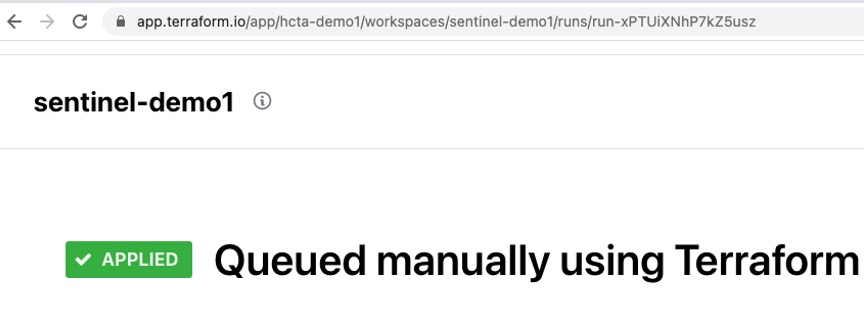 app.terraform.io/app/hcta-demo1/workspaces/sentinel-demo1/runs/run-xPTUiXNhP7kZ5usz
sentinel-demo1
APPLIED Queued manually using Terraform